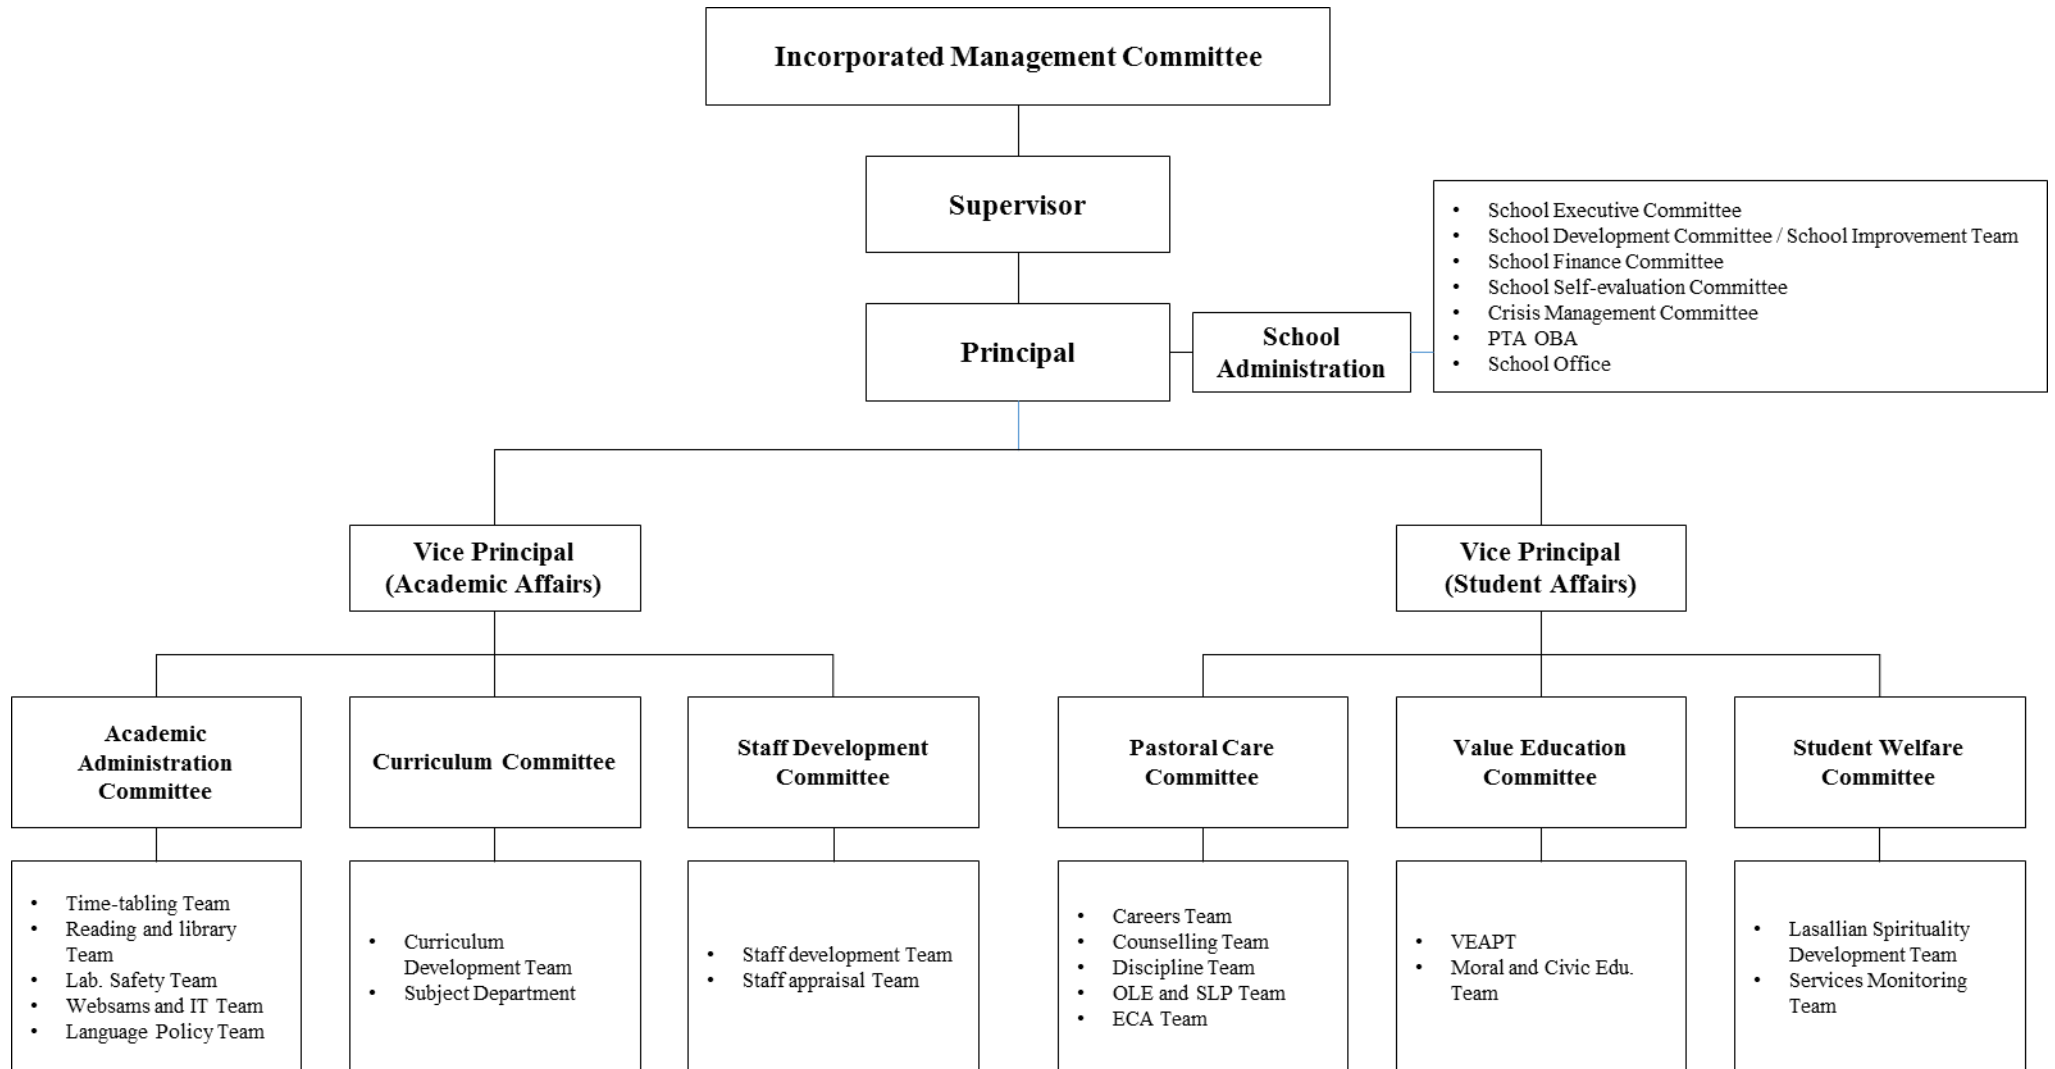 Incorporated Management Committee
Supervisor
• School Executive Committee
• School Development Committee / School Improvement Team
• School Finance Committee
• School Self-evaluation Committee
• Crisis Management Committee
• PTA OBA
• School Office
Principal
School
Administration
Vice Principal
(Academic Affairs)
Vice Principal
(Student Affairs)
Academic
Administration
Committee
Curriculum Committee
Staff Development
Committee
Pastoral Care
Committee
Value Education
Committee
Student Welfare
Committee
• Time-tabling Team
• Reading and library
Team
• Lab. Safety Team
• Websams and IT Team
• Language Policy Team
• Curriculum
Development Team
• Subject Department
• Staff development Team
• Staff appraisal Team
• Careers Team
• Counselling Team
• Discipline Team
• OLE and SLP Team
• ECA Team
• VEAPT
• Moral and Civic Edu.
Team
• Lasallian Spirituality
Development Team
• Services Monitoring
Team